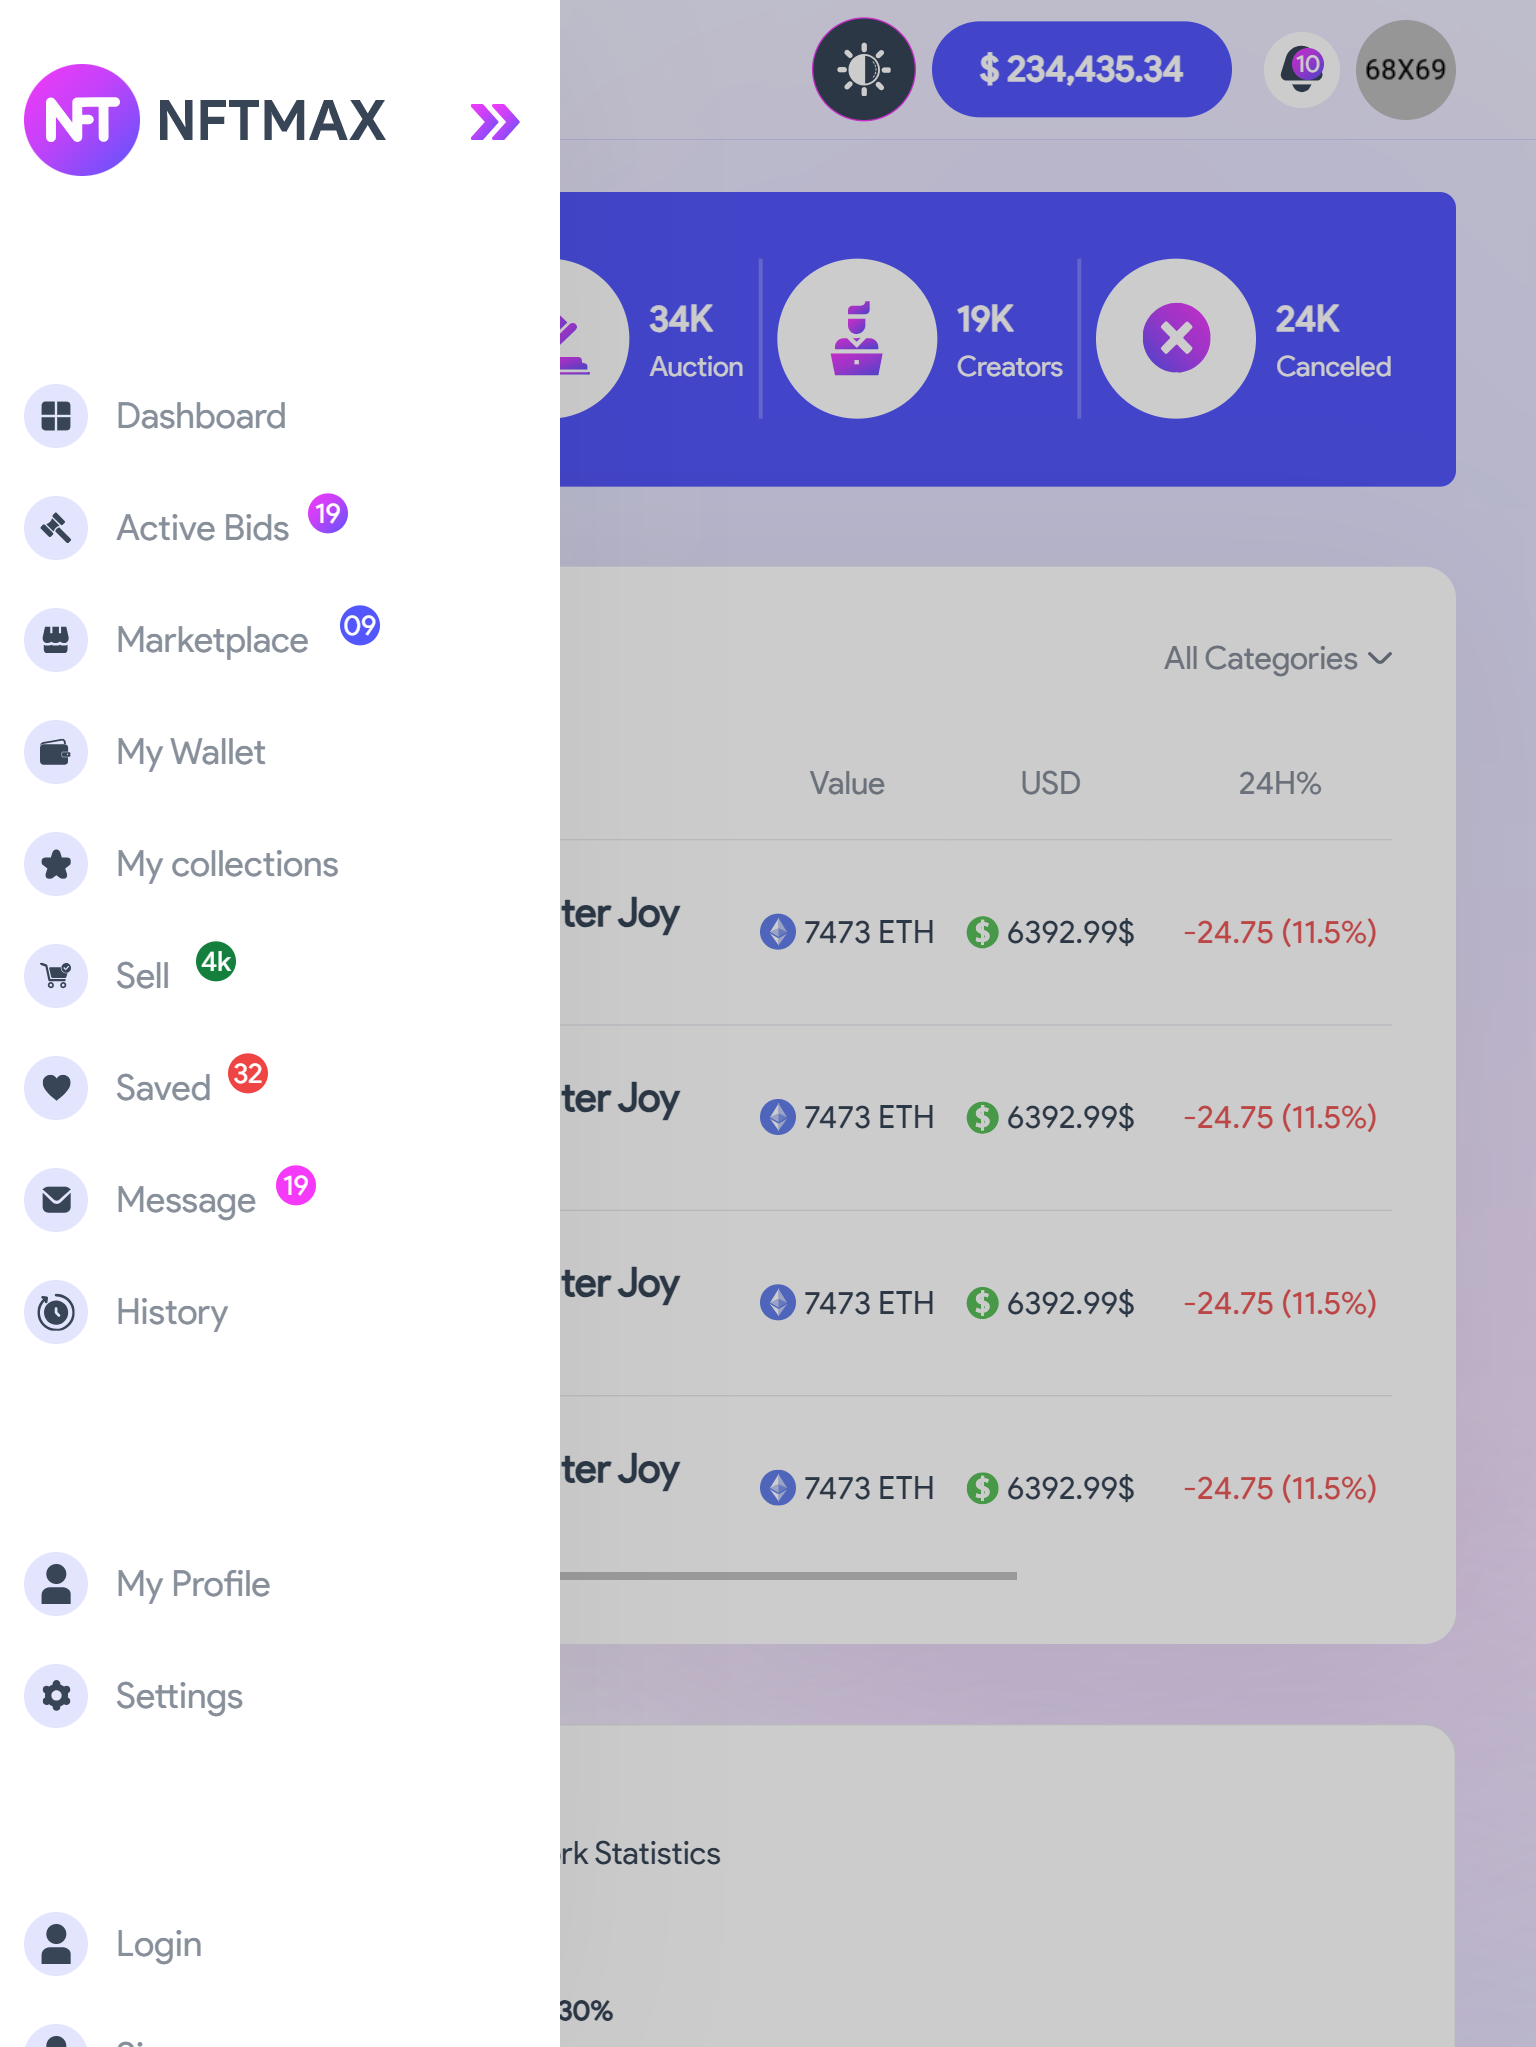 NFT NFTMAX
$ 234,435.34
10
68X69
34K
Auction
19K
Creators
24K
Canceled
Dashboard
Active Bids 19
Marketplace 09
My Wallet
My collections
Sell 4k
Saved 32
Message 19
History
My Profile
Settings
Login
All Categories
Value USD 24H%
ter Joy
7473 ETH $ 6392.99$ -24.75 (11.5%)
ter Joy
7473 ETH $ 6392.99$ -24.75 (11.5%)
ter Joy
7473 ETH $ 6392.99$ -24.75 (11.5%)
ter Joy
7473 ETH $ 6392.99$ -24.75 (11.5%)
rk Statistics
30%